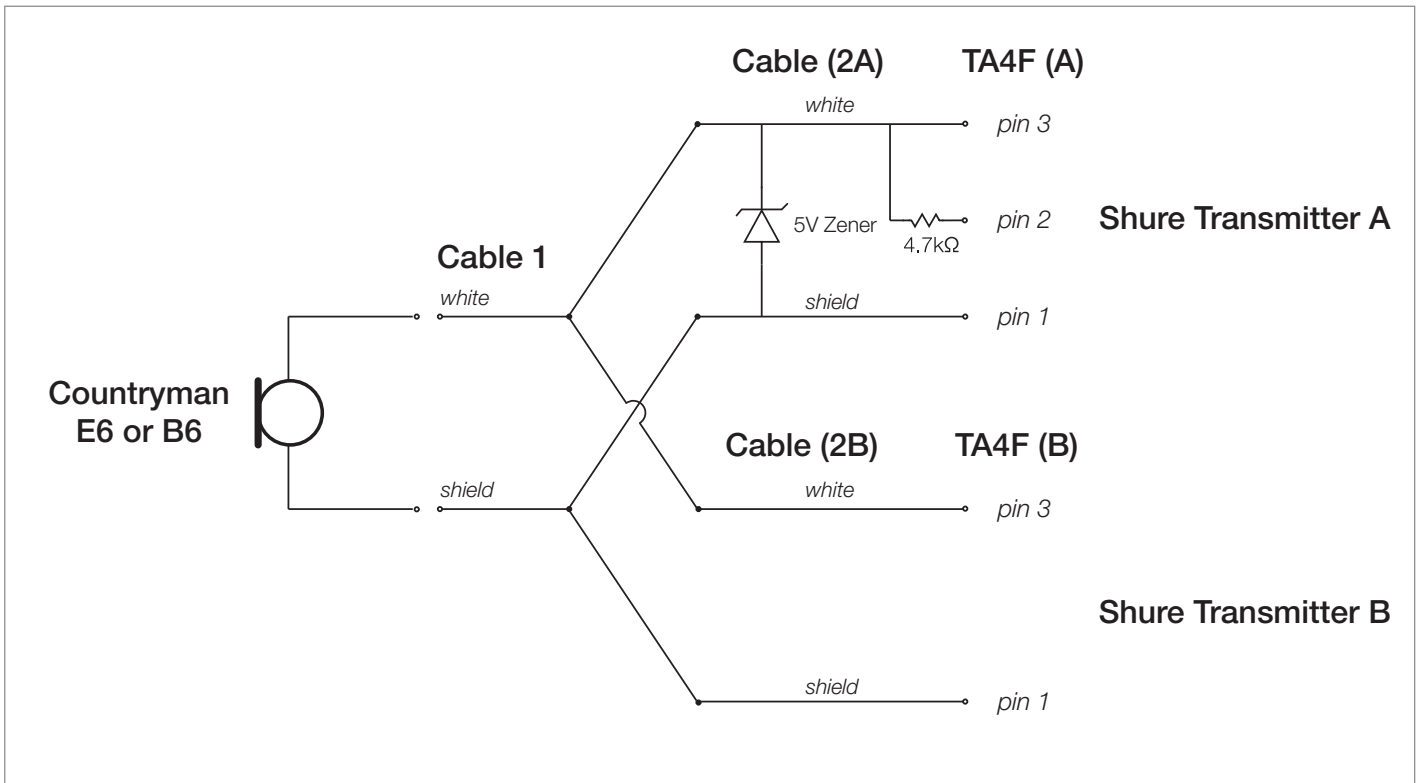 Cable (2A) TA4F (A)
white
pin 3
5V Zener
pin 2
4.7kΩ
Shure Transmitter A
Cable 1
white
shield
pin 1
Countryman
E6 or B6
shield
Cable (2B) TA4F (B)
white
pin 3
Shure Transmitter B
shield
pin 1